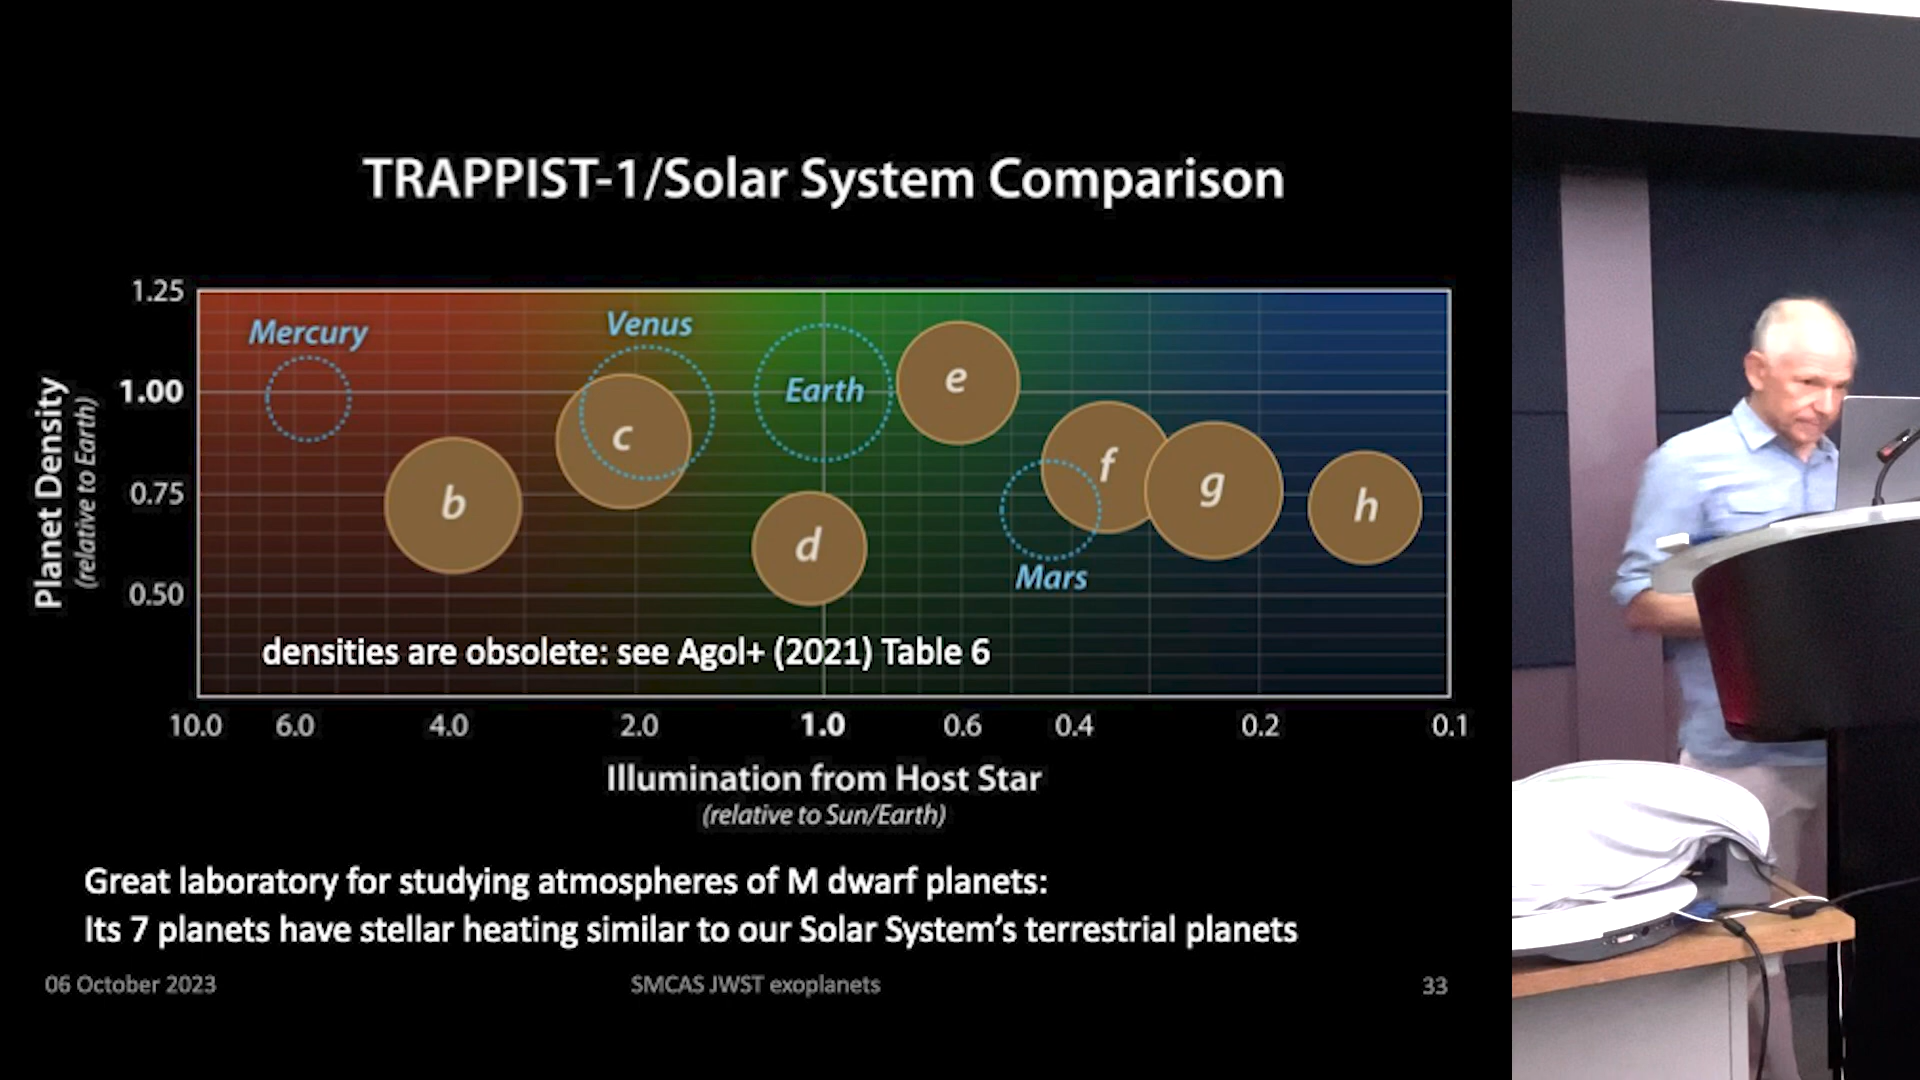 TRAPPIST-1/Solar System Comparison
1.25
1.00
0.75
0.50
Planet Density
(relative to Earth)
Mercury
Venus
Earth
Mars
b
c
d
e
f
g
h
densities are obsolete: see Agol+ (2021) Table 6
10.0 6.0 4.0 2.0 1.0 0.6 0.4 0.2 0.1
Illumination from Host Star
(relative to Sun/Earth)
Great laboratory for studying atmospheres of M dwarf planets:
Its 7 planets have stellar heating similar to our Solar System’s terrestrial planets
06 October 2023 SMCAS JWST exoplanets 33